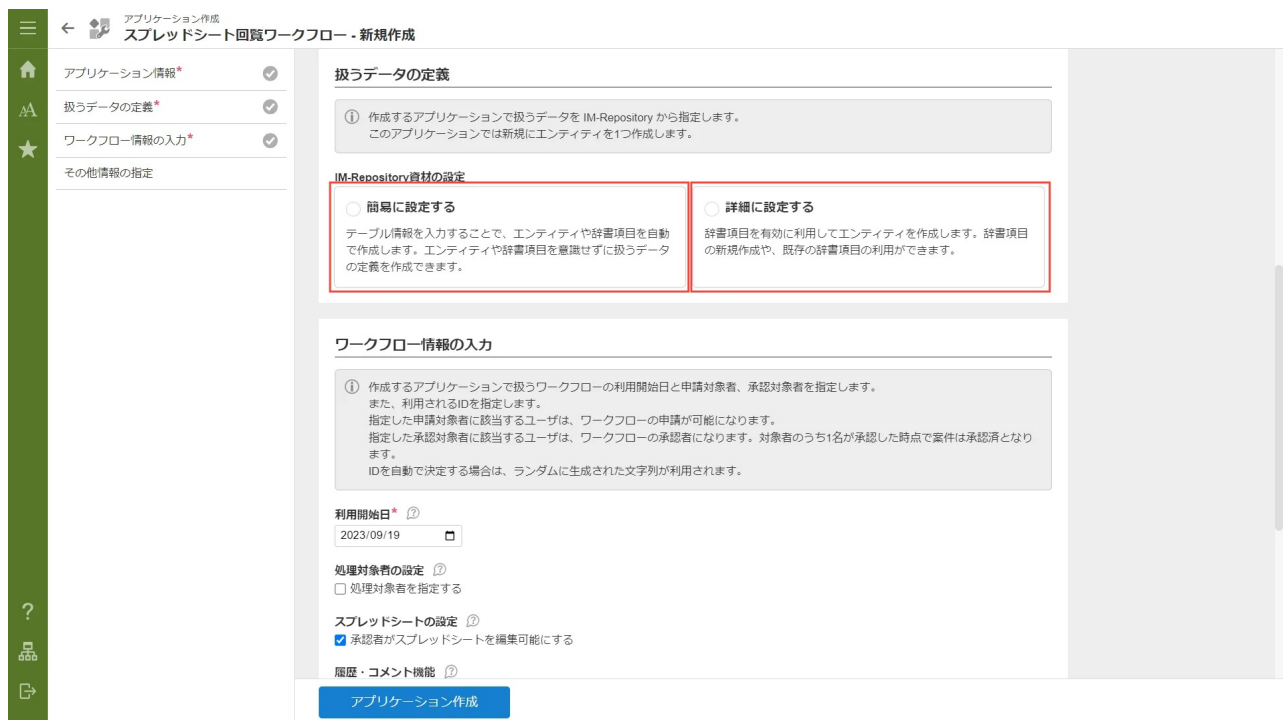 アプリケーション作成
スプレッドシート回覧ワークフロー - 新規作成
アプリケーション情報*
扱うデータの定義*
ワークフロー情報の入力*
その他情報の指定
扱うデータの定義
作成するアプリケーションで扱うデータを IM-Repository から指定します。
このアプリケーションでは新規にエンティティを1つ作成します。
IM-Repository資材の設定
簡易に設定する
テーブル情報を入力することで、エンティティや辞書項目を自動
で作成します。エンティティや辞書項目を意識せずに扱うデータ
の定義を作成できます。
詳細に設定する
辞書項目を有効に利用してエンティティを作成します。辞書項目
の新規作成や、既存の辞書項目の利用ができます。
ワークフロー情報の入力
作成するアプリケーションで扱うワークフローの利用開始日と申請対象者、承認対象者を指定します。
また、利用されるIDを指定します。
指定した申請対象者に該当するユーザは、ワークフローの申請が可能になります。
指定した承認対象者に該当するユーザは、ワークフローの承認者になります。対象者のうち1名が承認した時点で案件は承認済となり
ます。
IDを自動で決定する場合は、ランダムに生成された文字列が利用されます。
利用開始日*
2023/09/19
処理対象者の設定
処理対象者を指定する
スプレッドシートの設定
承認者がスプレッドシートを編集可能にする
履歴・コメント機能
アプリケーション作成